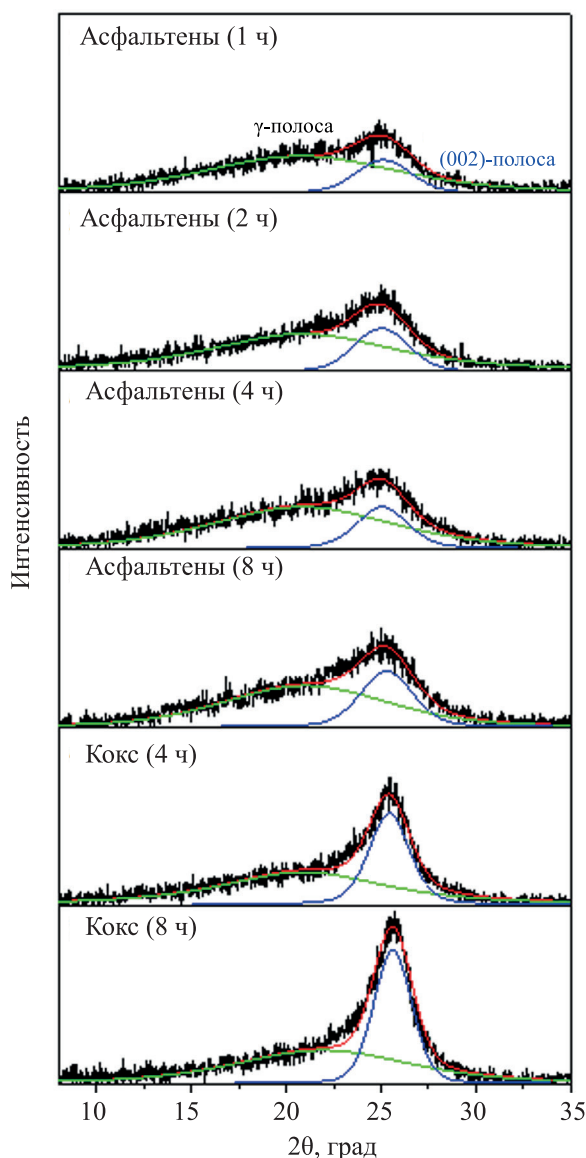 Асфальтены (1 ч)
γ-полоса
(002)-полоса
Асфальтены (2 ч)
Асфальтены (4 ч)
Асфальтены (8 ч)
Кокс (4 ч)
Кокс (8 ч)
Интенсивность
10 15 20 25 30 35
2θ, град